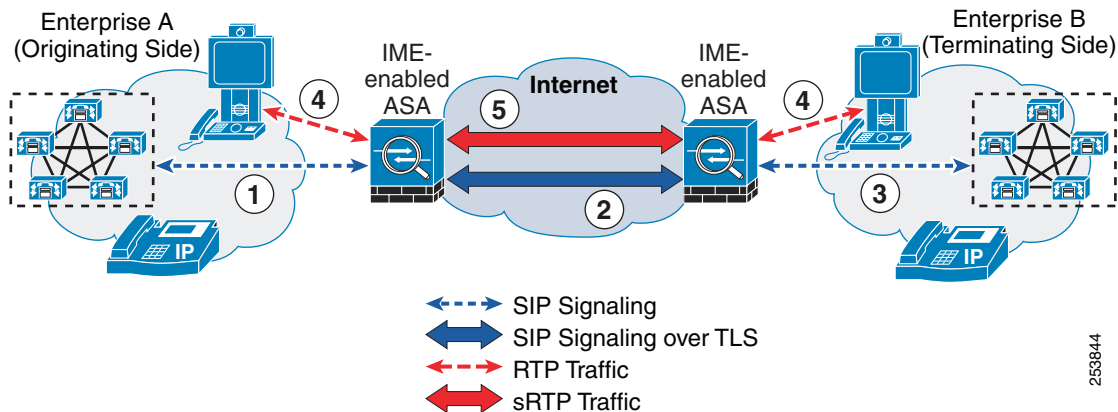 Enterprise A
(Originating Side)
IME-
enabled
ASA
Internet
IME-
enabled
ASA
Enterprise B
(Terminating Side)
4
5
4
1
2
3
IP
IP
SIP Signaling
SIP Signaling over TLS
RTP Traffic
sRTP Traffic
253844